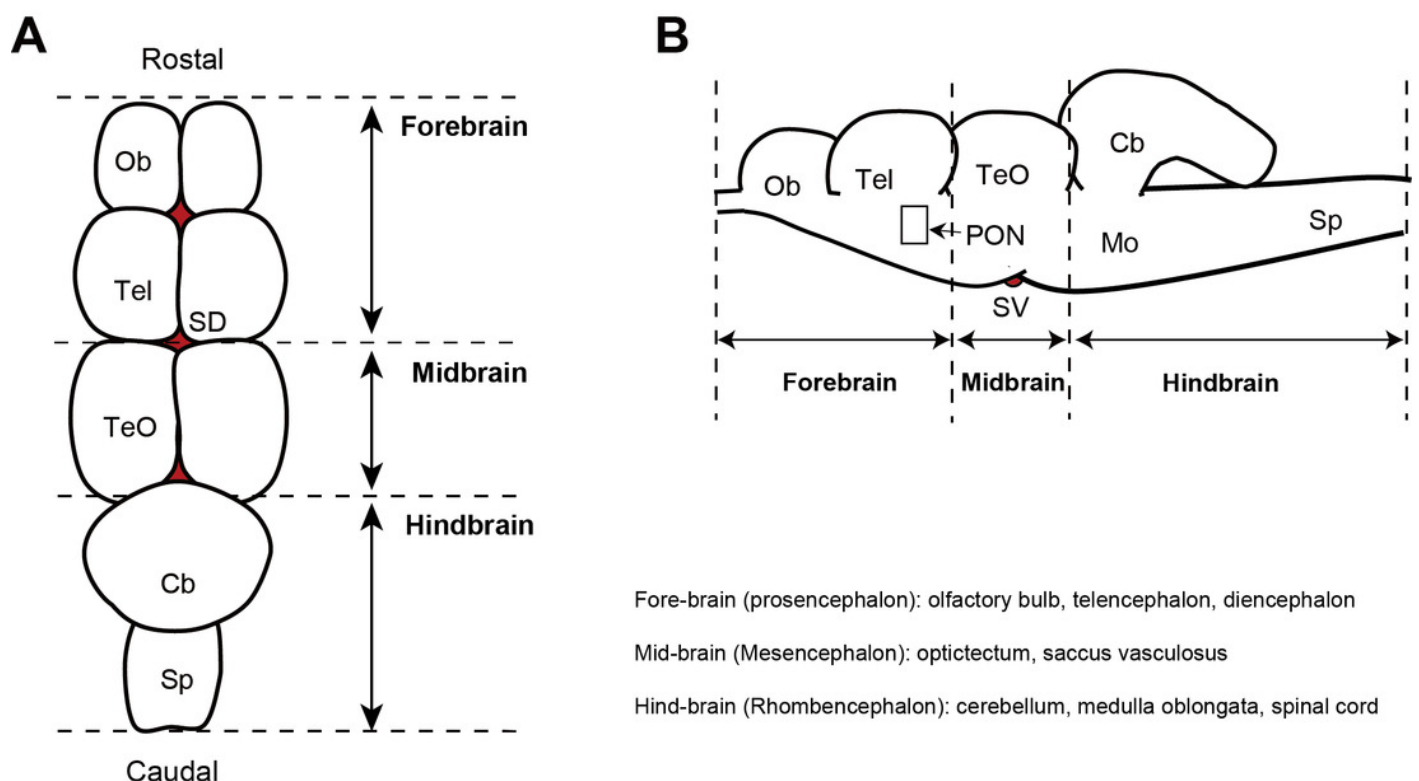 A
Rostal
Forebrain
Ob
Tel
SD
Midbrain
TeO
Hindbrain
Cb
Sp
Caudal
B
Cb
Ob
Tel
TeO
PON
Mo
Sp
SV
Forebrain
Midbrain
Hindbrain
Fore-brain (prosencephalon): olfactory bulb, telencephalon, diencephalon
Mid-brain (Mesencephalon): optictectum, saccus vasculosus
Hind-brain (Rhombencephalon): cerebellum, medulla oblongata, spinal cord